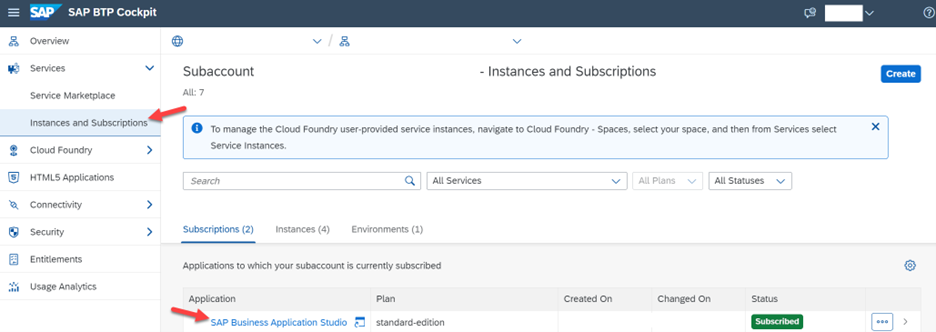 SAP SAP BTP Cockpit
Overview
Services
Service Marketplace
Instances and Subscriptions
Cloud Foundry
HTML5 Applications
Connectivity
Security
Entitlements
Usage Analytics
/
Subaccount - Instances and Subscriptions
Create
All: 7
To manage the Cloud Foundry user-provided service instances, navigate to Cloud Foundry - Spaces, select your space, and then from Services select
Service Instances.
Search All Services All Plans All Statuses
Subscriptions (2) Instances (4) Environments (1)
Applications to which your subaccount is currently subscribed
Application Plan Created On Changed On Status
SAP Business Application Studio standard-edition Subscribed